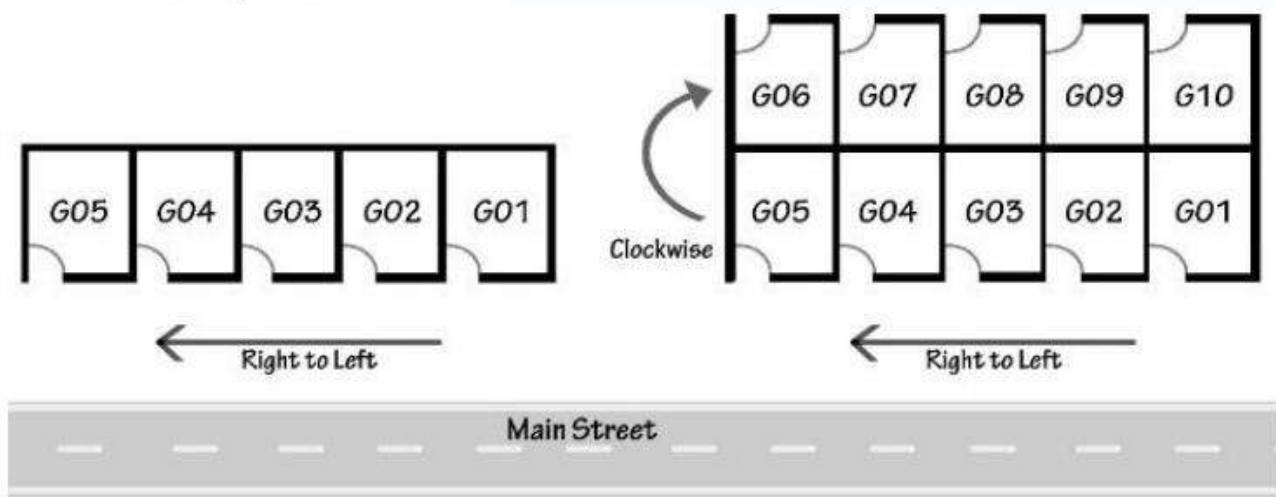 G06 G07 G08 G09 G10
G05 G04 G03 G02 G01
G05 G04 G03 G02 G01
Clockwise
Right to Left
Right to Left
Main Street